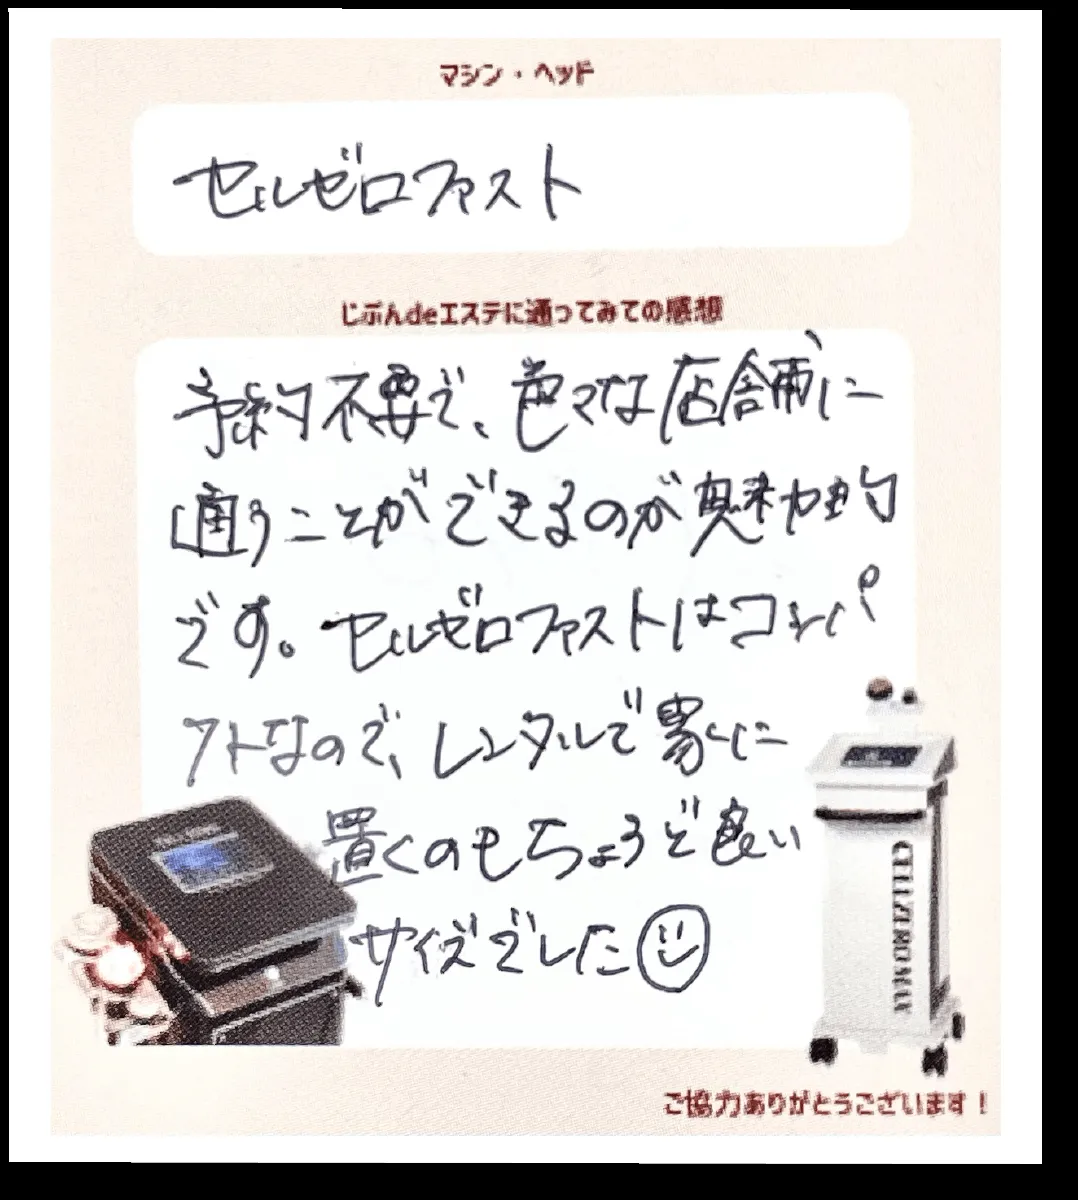 マシン・ヘッド
セルゼロファスト
じぶんdeエステに通ってみての感想
予約不要で、色々な店舗に
通うことができるのが魅力的
です。セルゼロファストはコンパ
クトなので、レンタルで家に
置くのもちょうど良い
サイズでした
CELLZEROMAX
ご協力ありがとうございます！